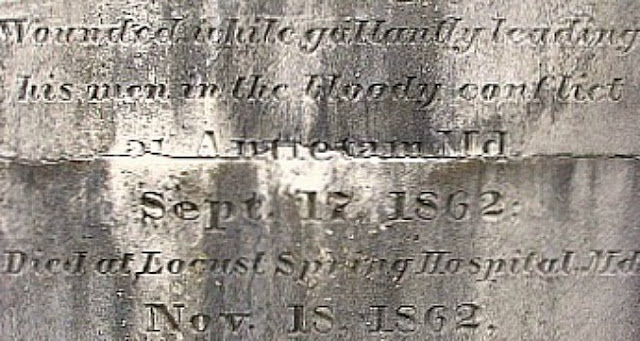 Wounded while gallantly leading
his men in the bloody conflict
at Antietam Md.
Sept. 17, 1862;
Died at Locust Spring Hospital, Md
Nov. 18, 1862.